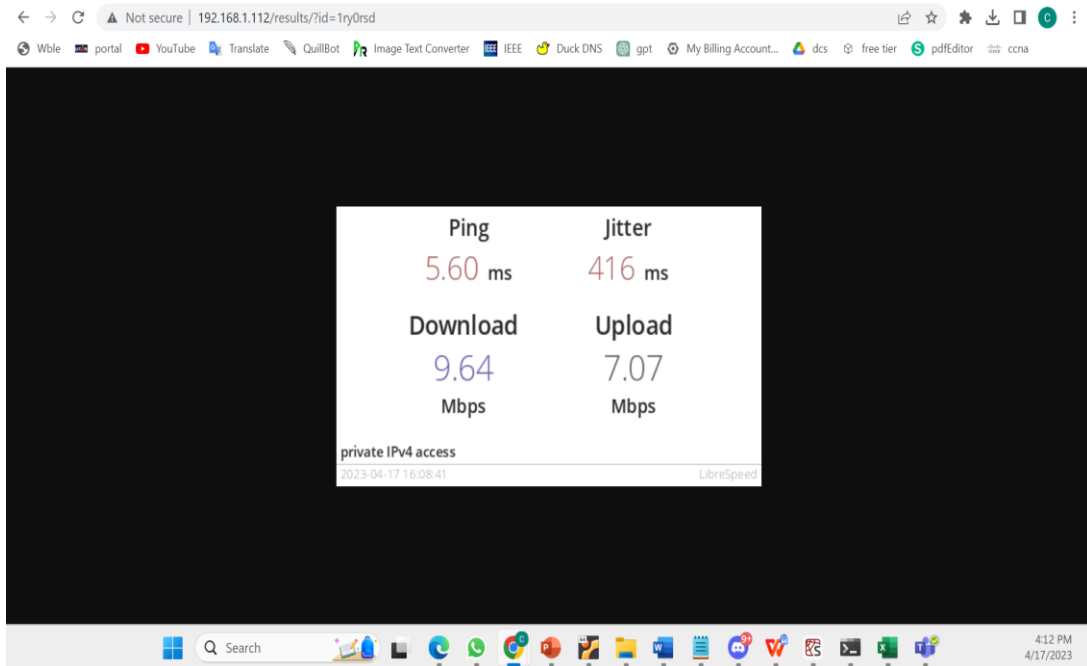 Not secure | 192.168.1.112/results/?id=1ry0rsd
C
Wble portal YouTube Translate QuillBot Image Text Converter IEEE IEEE Duck DNS gpt My Billing Account... dcs free tier S pdfEditor ccna
Ping Jitter
5.60 ms 416 ms
Download Upload
9.64 7.07
Mbps Mbps
private IPv4 access
2023-04-17 16:08:41 LibreSpeed
Search
9+
4:12 PM
4/17/2023